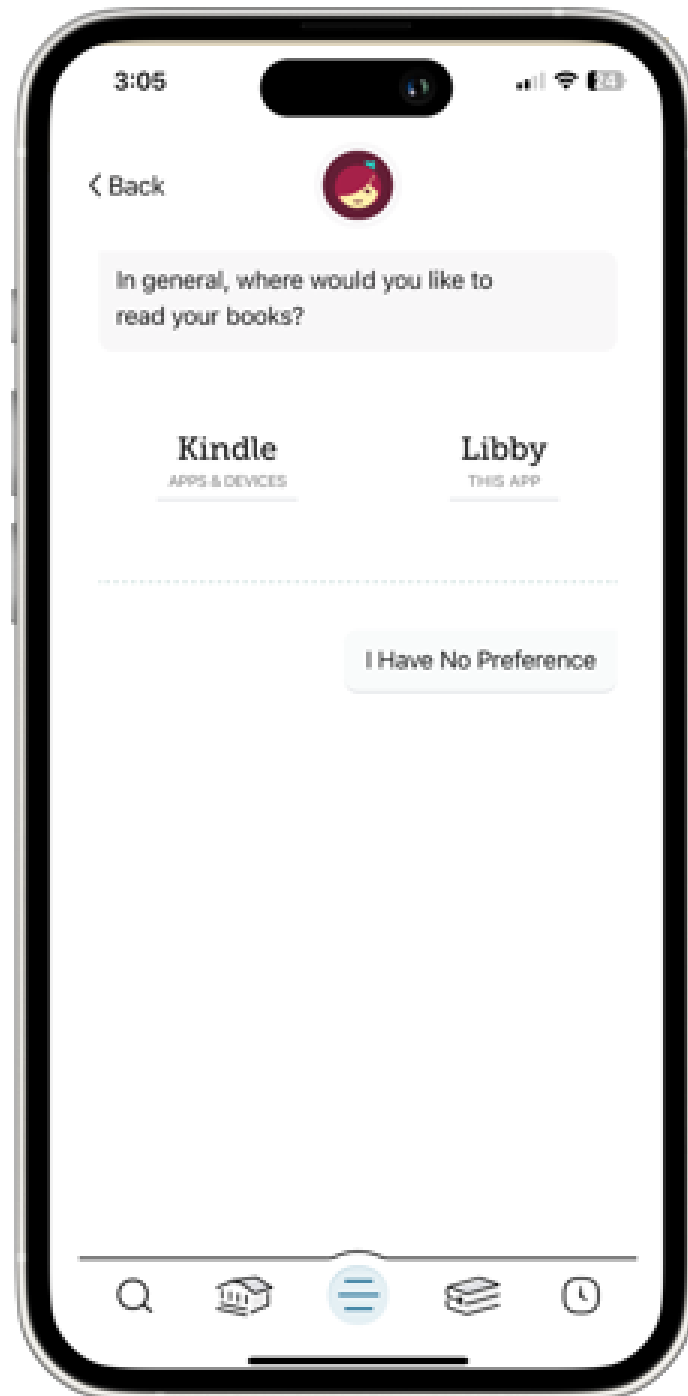 3:05
24
Back
In general, where would you like to
read your books?
Kindle
APPS & DEVICES
Libby
THIS APP
I Have No Preference